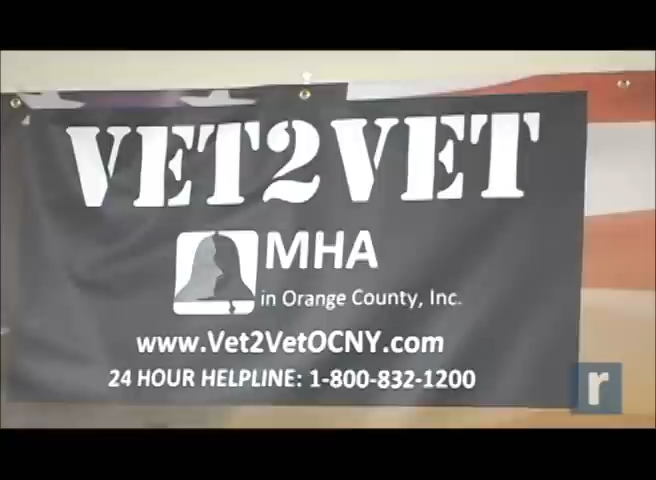 VET2VET
MHA
in Orange County, Inc.
www.Vet2VetOCNY.com
24 HOUR HELPLINE: 1-800-832-1200
r